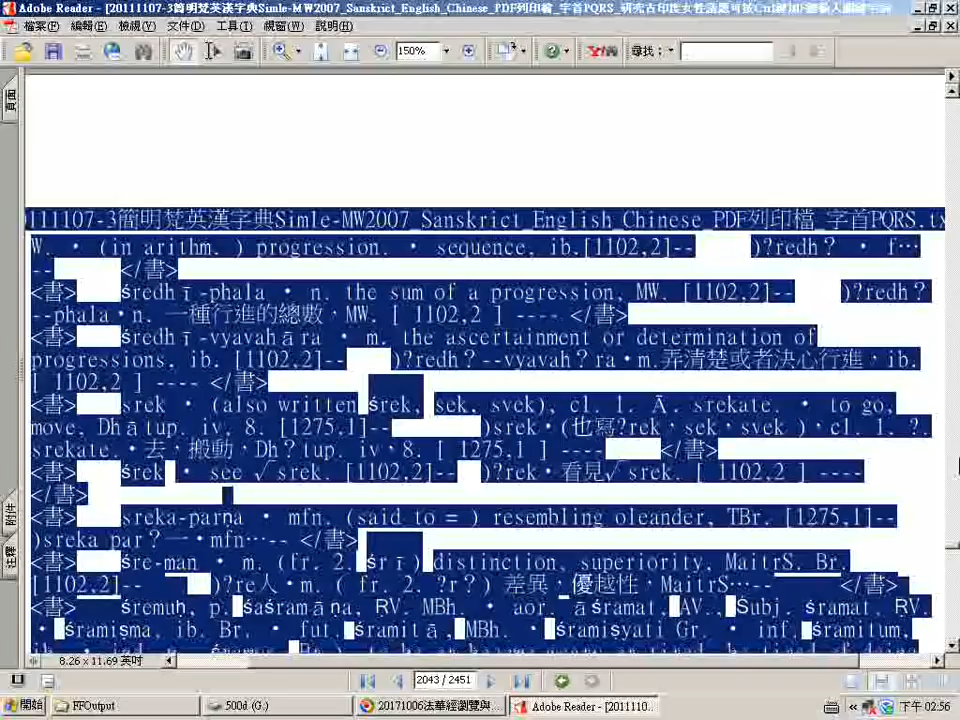 Adobe Reader - [20111107-3簡明梵英漢字典Simle-MW2007_Sanskrict_English_Chinese_PDF列印檔_字首PQRS_研究古印度女性議題可按Ctrl
檔案(F) 編輯(E) 檢視(V) 文件(D) 工具(T) 視窗(W) 說明(H)
150% Y! 尋找：
頁面
附件
注釋
0111107-3簡明梵英漢字典Simle-MW2007_Sanskrict_English_Chinese_PDF列印檔_字首PQRS.tx
W. · (in arithm. ) progression. · sequence, ib.[1102,2]-- )?redh? · f…
-- </書>
<書> średhī-phala · n. the sum of a progression, MW. [1102,2]-- )?redh?
--phala·n. 一種行進的總數，MW. [ 1102,2 ] ---- </書>
<書> średhī-vyavahāra · m. the ascertainment or determination of
progressions, ib. [1102,2]-- )?redh?--vyavah?ra·m.弄清楚或者決心行進，ib.
[ 1102,2 ] ---- </書>
<書> srek · (also written śrek, sek, svek), cl. 1. Ā. srekate. · to go,
move, Dhātup. iv, 8. [1275,1]-- )srek·(也寫?rek，sek，svek )，cl. 1. ?.
srekate.·去，搬動，Dh?tup. iv，8. [ 1275,1 ] ---- </書>
<書> śrek · see √srek. [1102,2]-- )?rek·看見√srek. [ 1102,2 ] ----
</書>
<書> sreka-parṇa · mfn. (said to = ) resembling oleander, TBr. [1275,1]--
)sreka par?一·mfn…-- </書>
<書> śre-man · m. (fr. 2. śrī) distinction, superiority, MaitrS. Br.
[1102,2]-- )?re人·m. ( fr. 2. ?r?) 差異，優越性，MaitrS…-- </書>
<書> śremuḥ, p. śaśramāṇa, RV. MBh. · aor. āśramat, AV., Subj. śramat, RV.
· śramiṣma, ib. Br. · fut. śramitā, MBh. · śramiṣyati Gr. · inf. śramitum,
8.26 x 11.69 英吋
2043 / 2451
開始 FFOutput 500d (G:) 20171006法華經瀏覽與... Adobe Reader - [2011110... 下午 02:56